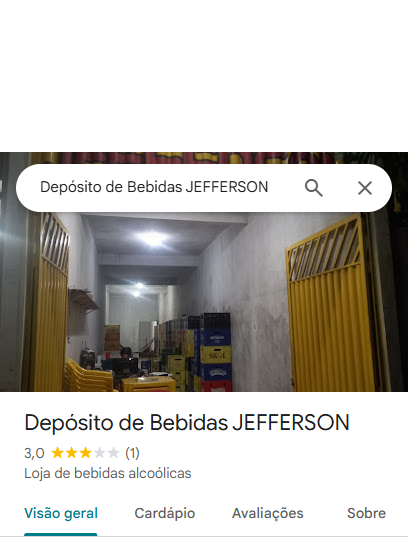 Depósito de Bebidas JEFFERSON
SKOL
Depósito de Bebidas JEFFERSON
3,0 (1)
Loja de bebidas alcoólicas
Visão geral Cardápio Avaliações Sobre